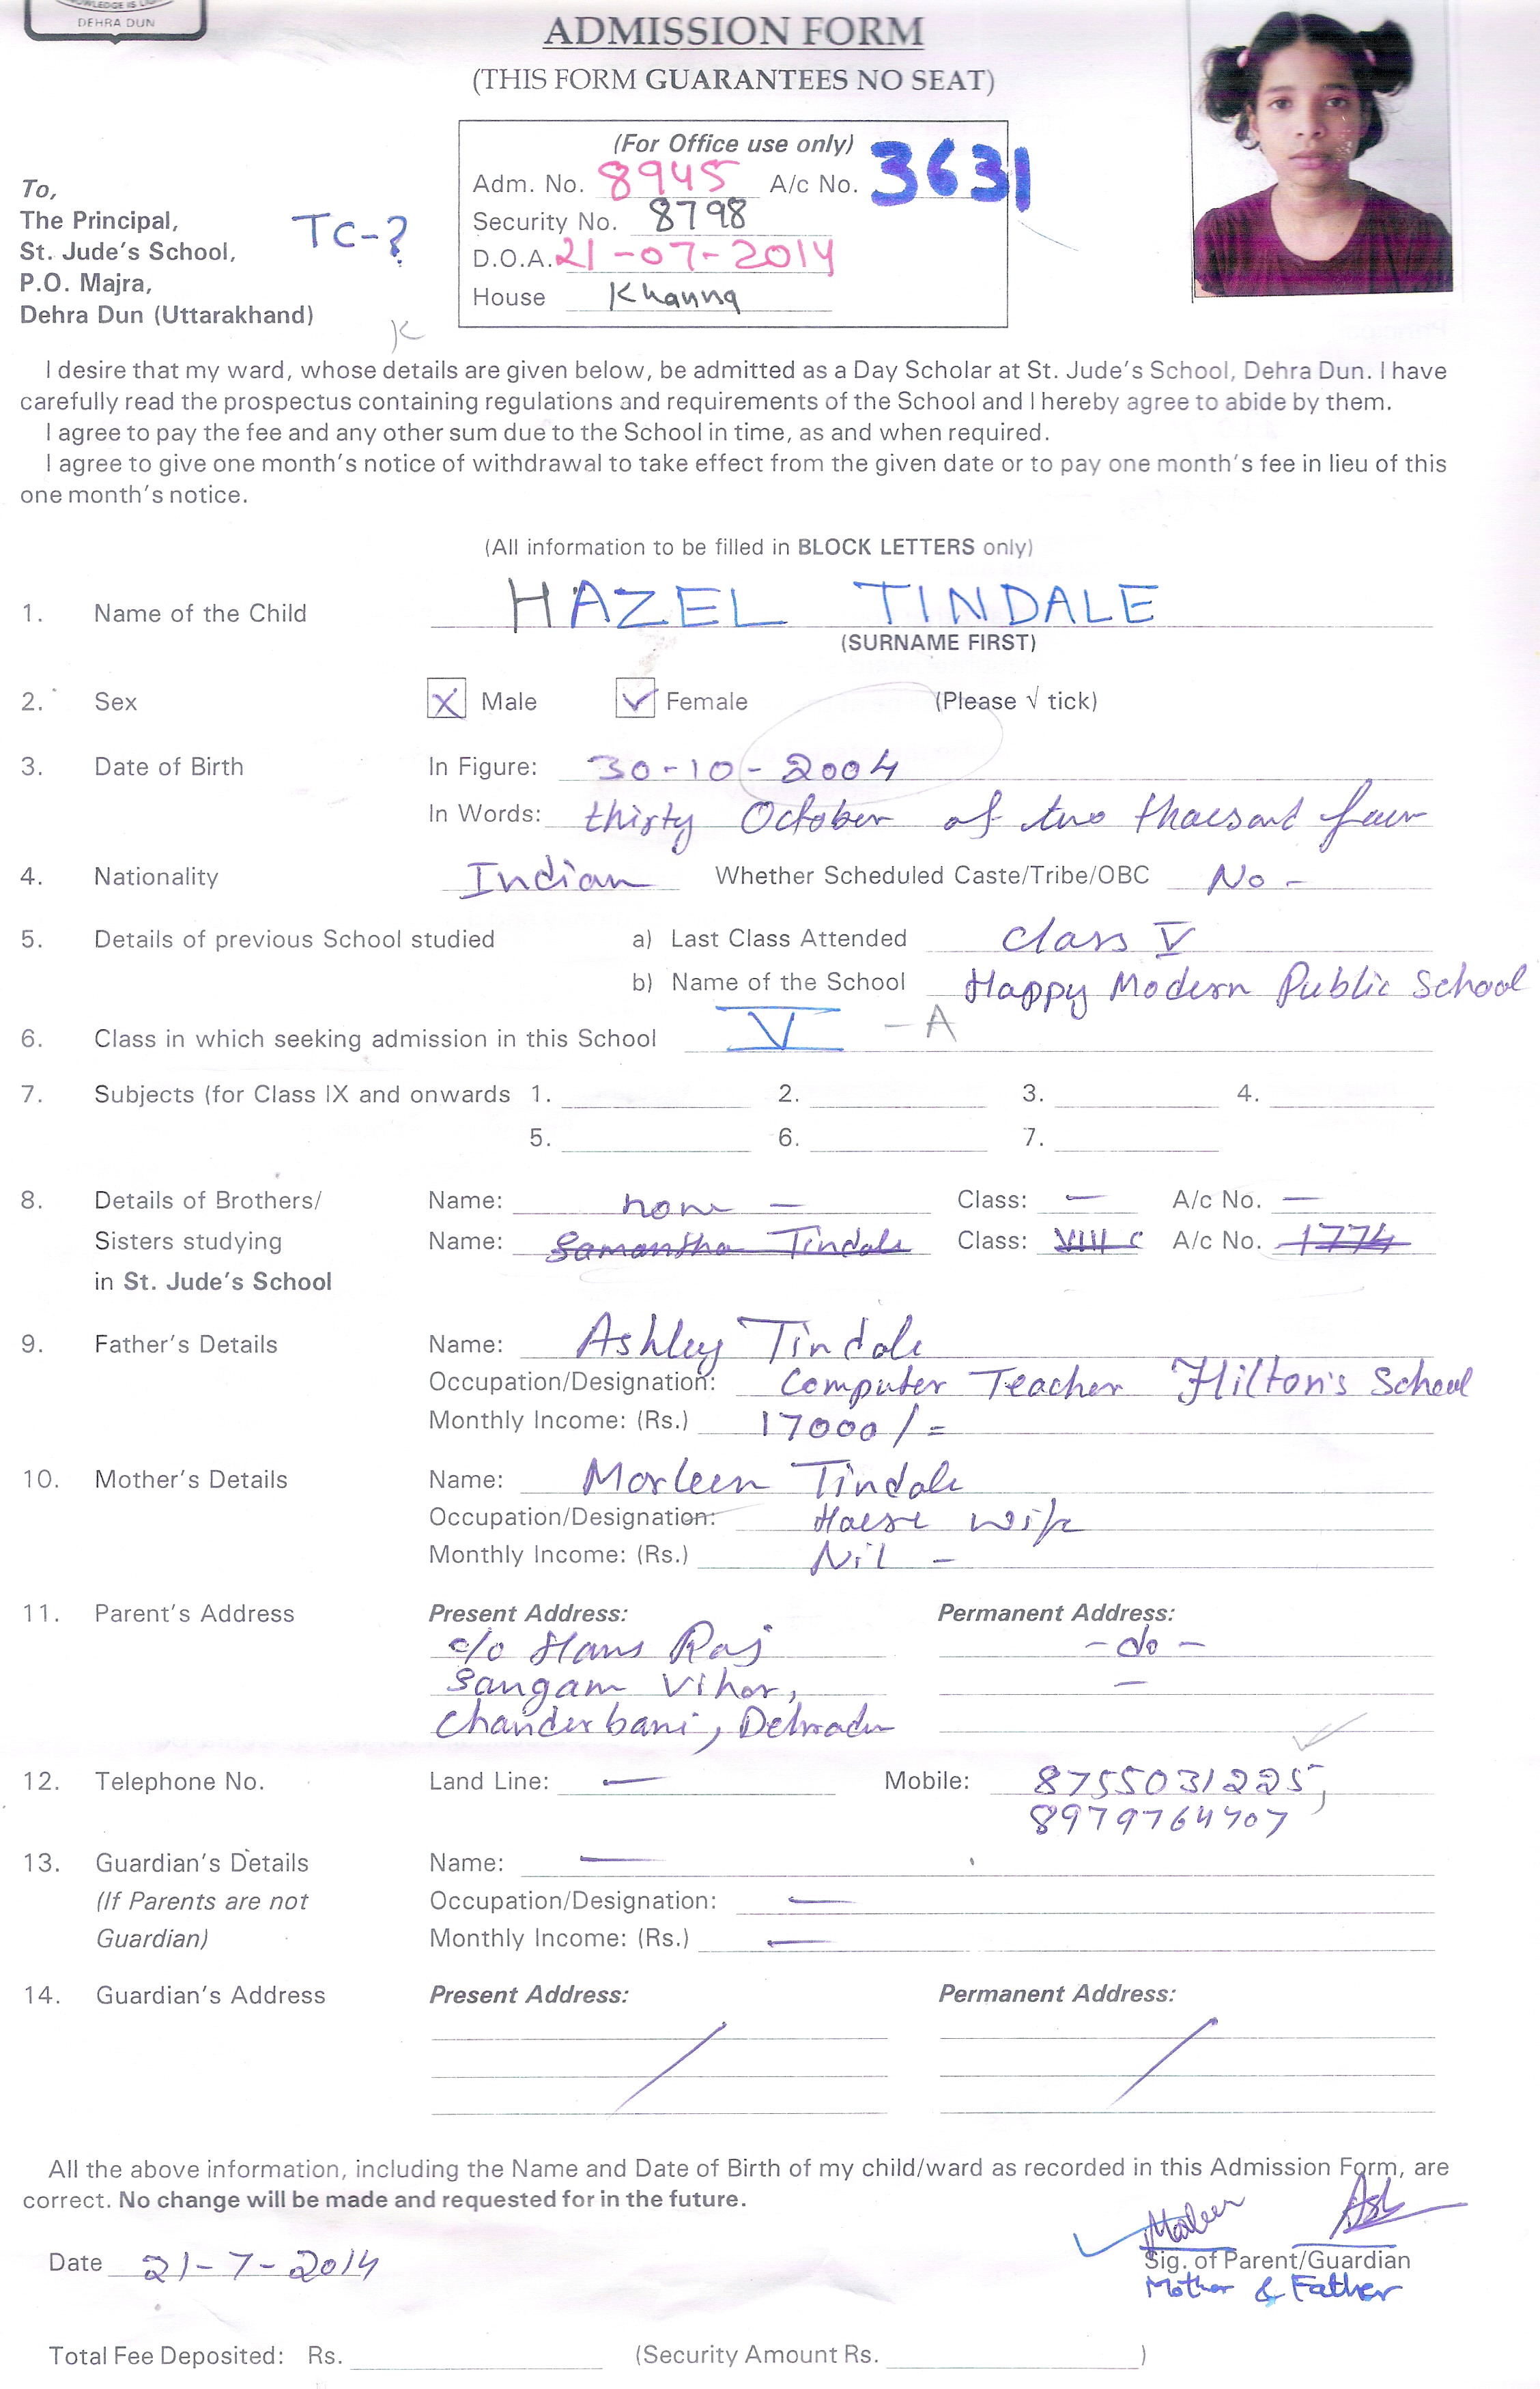 KNOWLEDGE IS LIGHT
DEHRA DUN
ADMISSION FORM
(THIS FORM GUARANTEES NO SEAT)
(For Office use only)
Adm. No. 8945 A/c No. 3631
Security No. 8798
D.O.A. 21-07-2014
House Khanna
To,
The Principal,
St. Jude's School,
P.O. Majra,
Dehra Dun (Uttarakhand)
TC-?
K
I desire that my ward, whose details are given below, be admitted as a Day Scholar at St. Jude's School, Dehra Dun. I have
carefully read the prospectus containing regulations and requirements of the School and I hereby agree to abide by them.
I agree to pay the fee and any other sum due to the School in time, as and when required.
I agree to give one month's notice of withdrawal to take effect from the given date or to pay one month's fee in lieu of this
one month's notice.
(All information to be filled in BLOCK LETTERS only)
1. Name of the Child HAZEL TINDALE
(SURNAME FIRST)
2. Sex X Male ✓ Female (Please √ tick)
3. Date of Birth In Figure: 30-10-2004
In Words: thirty October of two thousand four
4. Nationality Indian Whether Scheduled Caste/Tribe/OBC No -
5. Details of previous School studied a) Last Class Attended Class V
b) Name of the School Happy Modern Public School
6. Class in which seeking admission in this School V - A
7. Subjects (for Class IX and onwards 1. 2. 3. 4.
5. 6. 7.
8. Details of Brothers/ Name: none — Class: — A/c No. —
Sisters studying Name: Samantha Tindale Class: VIII C A/c No. 1774
in St. Jude's School
9. Father's Details Name: Ashley Tindale
Occupation/Designation: Computer Teacher Hilton's School
Monthly Income: (Rs.) 17000/=
10. Mother's Details Name: Morleen Tindale
Occupation/Designation: House wife
Monthly Income: (Rs.) Nil -
11. Parent's Address Present Address: Permanent Address:
c/o Hans Raj -do-
Sangam Vihar, —
Chanderbani, Dehradun
12. Telephone No. Land Line: — Mobile: 8755031225,
8979764707
13. Guardian's Details Name: —
(If Parents are not Occupation/Designation: —
Guardian) Monthly Income: (Rs.) —
14. Guardian's Address Present Address: Permanent Address:
All the above information, including the Name and Date of Birth of my child/ward as recorded in this Admission Form, are
correct. No change will be made and requested for in the future.
Date 21-7-2014
Sig. of Parent/Guardian
Mother & Father
Total Fee Deposited: Rs. (Security Amount Rs. )